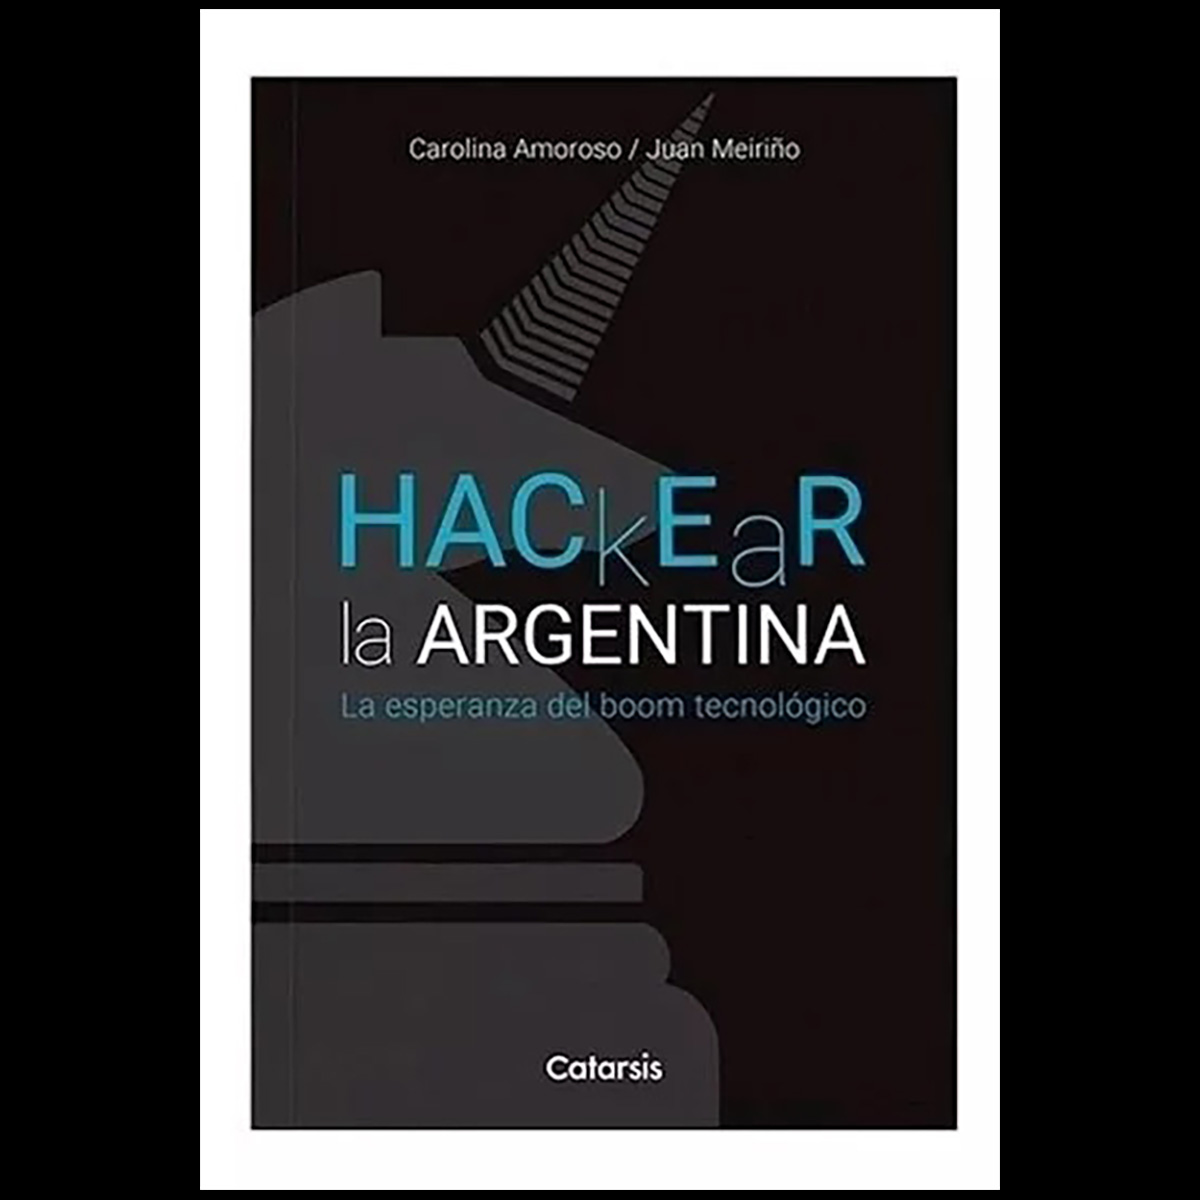 Carolina Amoroso / Juan Meiriño
HACkEaR
la ARGENTINA
La esperanza del boom tecnológico
Catarsis